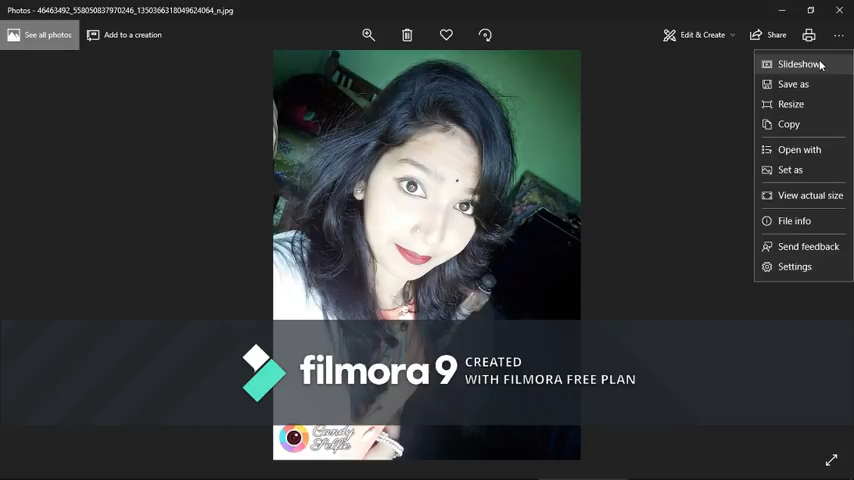 Photos - 46463492_558050837970246_1350366318049624064_n.jpg
See all photos
Add to a creation
Edit & Create
Share
Slideshow
Save as
Resize
Copy
Open with
Set as
View actual size
File info
Send feedback
Settings
filmora 9
CREATED
WITH FILMORA FREE PLAN
Candy
Selfie